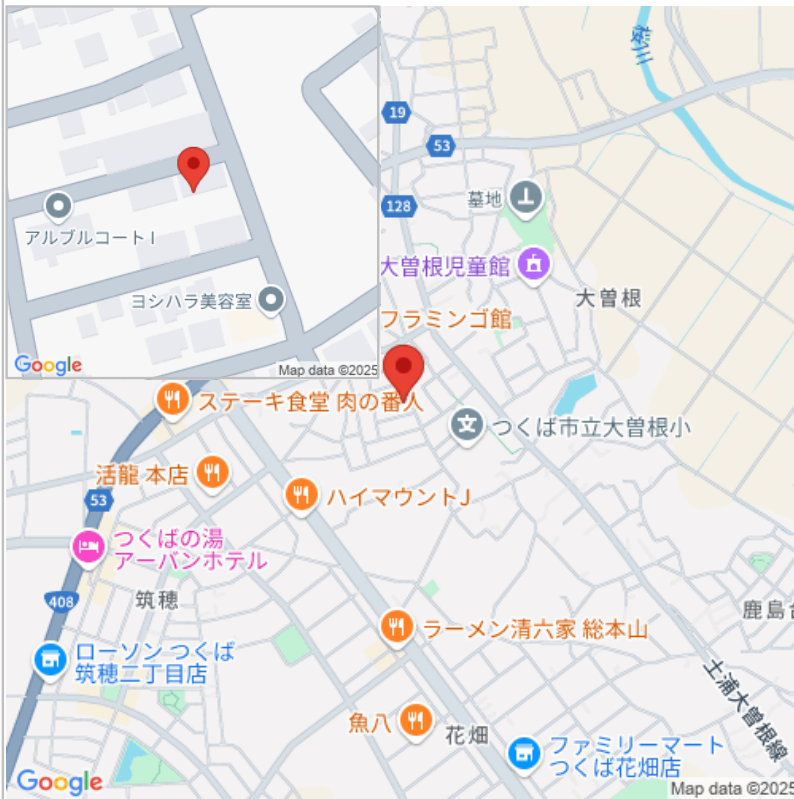 アルブルコートⅠ
ヨシハラ美容室
Google
Map data ©2025
桜川
19
53
128
墓地
大曽根児童館
大曽根
フラミンゴ館
ステーキ食堂 肉の番人
つくば市立大曽根小
活龍 本店
ハイマウントJ
53
つくばの湯
アーバンホテル
408
筑穂
鹿島台
ラーメン清六家 総本山
ローソン つくば
筑穂二丁目店
土浦大曽根線
魚八
花畑
ファミリーマート
つくば花畑店
Google
Map data ©2025